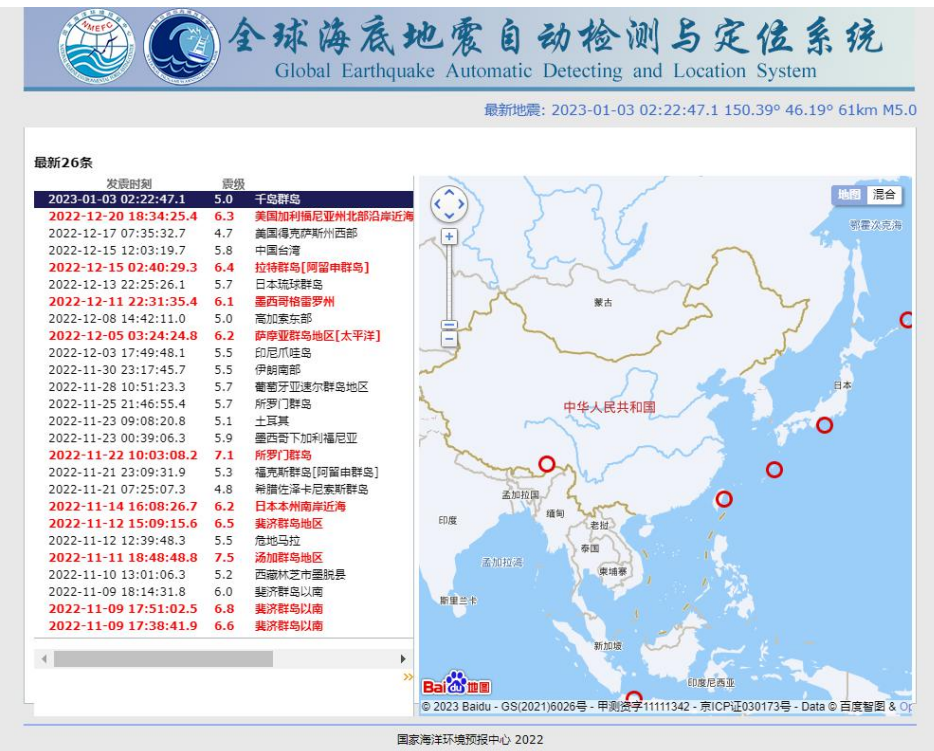 NMEFC
全球海底地震自动检测与定位系统
Global Earthquake Automatic Detecting and Location System
最新地震: 2023-01-03 02:22:47.1 150.39° 46.19° 61km M5.0
最新26条
发震时刻 震级
2023-01-03 02:22:47.1 5.0 千岛群岛
2022-12-20 18:34:25.4 6.3 美国加利福尼亚州北部沿岸近海
2022-12-17 07:35:32.7 4.7 美国得克萨斯州西部
2022-12-15 12:03:19.7 5.8 中国台湾
2022-12-15 02:40:29.3 6.4 拉特群岛[阿留申群岛]
2022-12-13 22:25:26.1 5.7 日本琉球群岛
2022-12-11 22:31:35.4 6.1 墨西哥格雷罗州
2022-12-08 14:42:11.0 5.0 高加索东部
2022-12-05 03:24:24.8 6.2 萨摩亚群岛地区[太平洋]
2022-12-03 17:49:48.1 5.5 印尼爪哇岛
2022-11-30 23:17:45.7 5.5 伊朗南部
2022-11-28 10:51:23.3 5.7 葡萄牙亚速尔群岛地区
2022-11-25 21:46:55.4 5.7 所罗门群岛
2022-11-23 09:08:20.8 5.1 土耳其
2022-11-23 00:39:06.3 5.9 墨西哥下加利福尼亚
2022-11-22 10:03:08.2 7.1 所罗门群岛
2022-11-21 23:09:31.9 5.3 福克斯群岛[阿留申群岛]
2022-11-21 07:25:07.3 4.8 希腊佐泽卡尼索斯群岛
2022-11-14 16:08:26.7 6.2 日本本州南岸近海
2022-11-12 15:09:15.6 6.5 斐济群岛地区
2022-11-12 12:39:48.3 5.5 危地马拉
2022-11-11 18:48:48.8 7.5 汤加群岛地区
2022-11-10 13:01:06.3 5.2 西藏林芝市墨脱县
2022-11-09 18:14:31.8 6.0 斐济群岛以南
2022-11-09 17:51:02.5 6.8 斐济群岛以南
2022-11-09 17:38:41.9 6.6 斐济群岛以南
»
地图 混合
鄂霍次克海
蒙古
日本
中华人民共和国
孟加拉国
缅甸
印度
老挝
泰国
孟加拉湾
柬埔寨
斯里兰卡
新加坡
印度尼西亚
Bai du 地图
© 2023 Baidu - GS(2021)6026号 - 甲测资字11111342 - 京ICP证030173号 - Data © 百度智图 & Op
国家海洋环境预报中心 2022